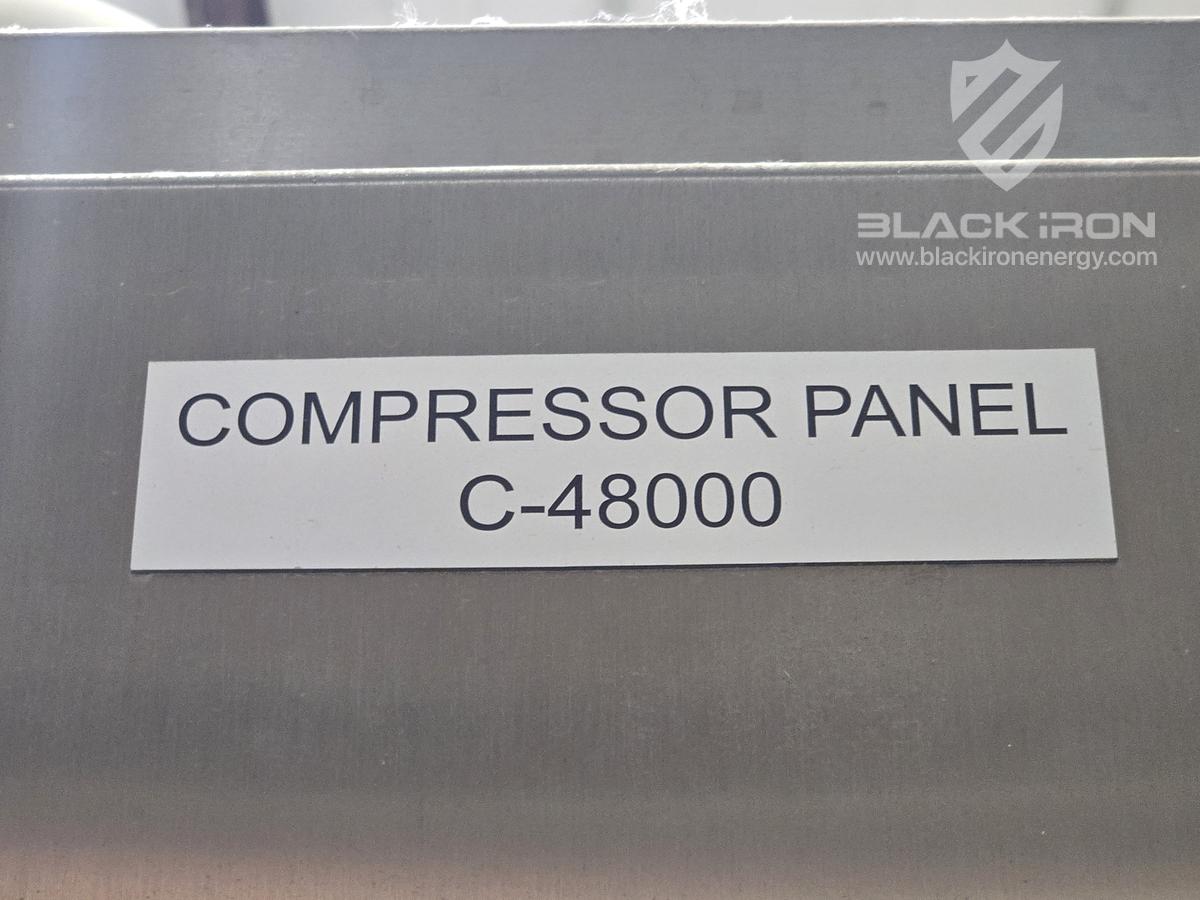 BLACK iRON
www.blackironenergy.com
COMPRESSOR PANEL
C-48000